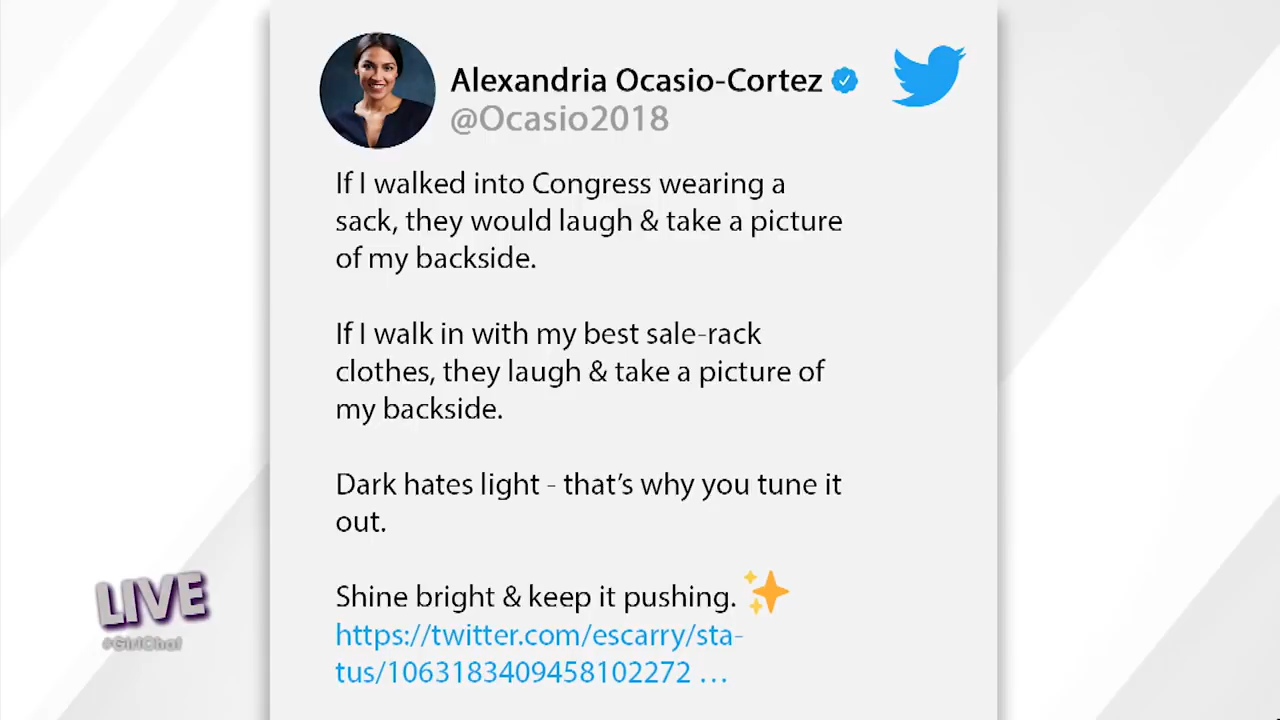 Alexandria Ocasio-Cortez
@Ocasio2018
If I walked into Congress wearing a
sack, they would laugh & take a picture
of my backside.
If I walk in with my best sale-rack
clothes, they laugh & take a picture of
my backside.
Dark hates light - that’s why you tune it
out.
Shine bright & keep it pushing. ✨
https://twitter.com/escarry/sta-
tus/1063183409458102272 …
LIVE
#GirlChat